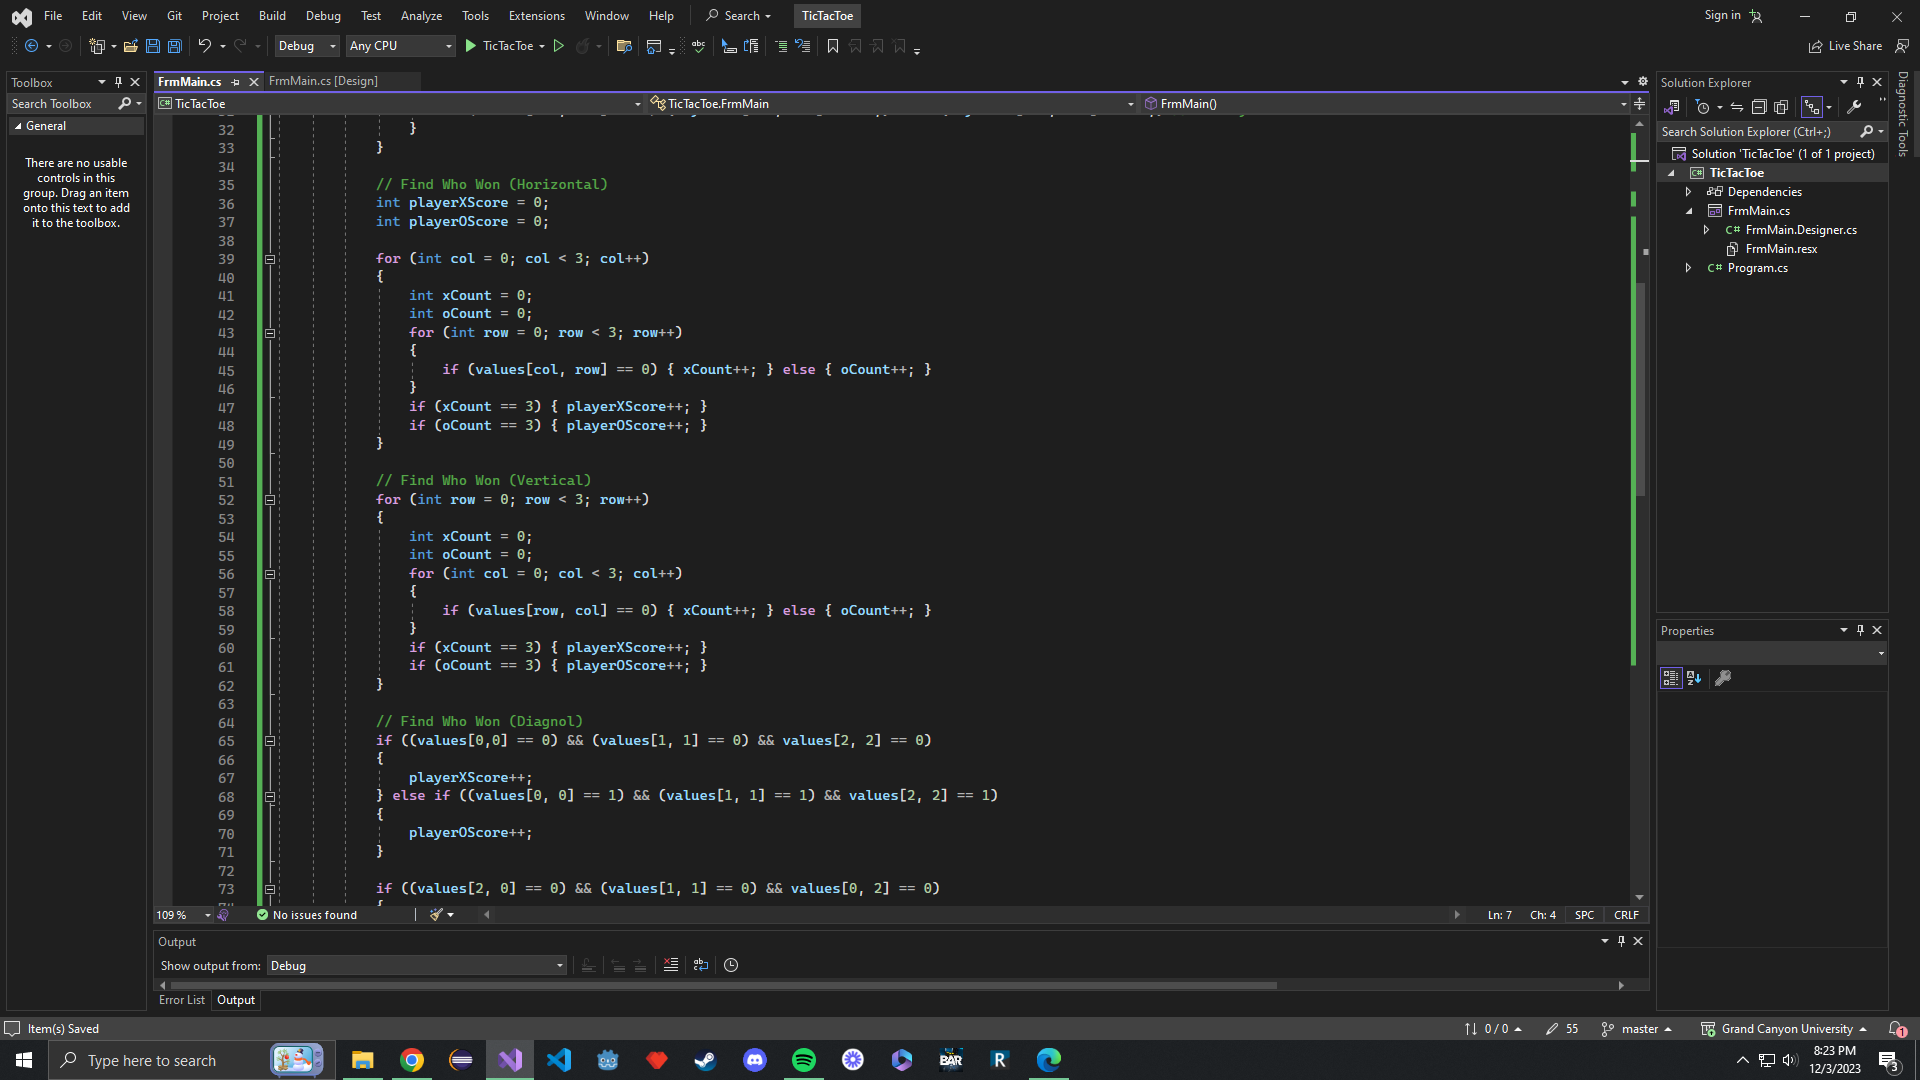 File Edit View Git Project Build Debug Test Analyze Tools Extensions Window Help Search TicTacToe Sign in
Debug Any CPU TicTacToe Live Share
Toolbox
Search Toolbox
General
There are no usable
controls in this
group. Drag an item
onto this text to add
it to the toolbox.
FrmMain.cs FrmMain.cs [Design]
TicTacToe TicTacToe.FrmMain FrmMain()
32 }
33 }
34
35 // Find Who Won (Horizontal)
36 int playerXScore = 0;
37 int playerOScore = 0;
38
39 for (int col = 0; col < 3; col++)
40 {
41 int xCount = 0;
42 int oCount = 0;
43 for (int row = 0; row < 3; row++)
44 {
45 if (values[col, row] == 0) { xCount++; } else { oCount++; }
46 }
47 if (xCount == 3) { playerXScore++; }
48 if (oCount == 3) { playerOScore++; }
49 }
50
51 // Find Who Won (Vertical)
52 for (int row = 0; row < 3; row++)
53 {
54 int xCount = 0;
55 int oCount = 0;
56 for (int col = 0; col < 3; col++)
57 {
58 if (values[row, col] == 0) { xCount++; } else { oCount++; }
59 }
60 if (xCount == 3) { playerXScore++; }
61 if (oCount == 3) { playerOScore++; }
62 }
63
64 // Find Who Won (Diagnol)
65 if ((values[0,0] == 0) && (values[1, 1] == 0) && values[2, 2] == 0)
66 {
67 playerXScore++;
68 } else if ((values[0, 0] == 1) && (values[1, 1] == 1) && values[2, 2] == 1)
69 {
70 playerOScore++;
71 }
72
73 if ((values[2, 0] == 0) && (values[1, 1] == 0) && values[0, 2] == 0)
109 % No issues found Ln: 7 Ch: 4 SPC CRLF
Output
Show output from: Debug
Error List Output
Solution Explorer
Search Solution Explorer (Ctrl+;)
Solution 'TicTacToe' (1 of 1 project)
TicTacToe
Dependencies
FrmMain.cs
C# FrmMain.Designer.cs
FrmMain.resx
C# Program.cs
Properties
Diagnostic Tools
Item(s) Saved 0 / 0 55 master Grand Canyon University 1
Type here to search BAR R 8:23 PM
12/3/2023 3